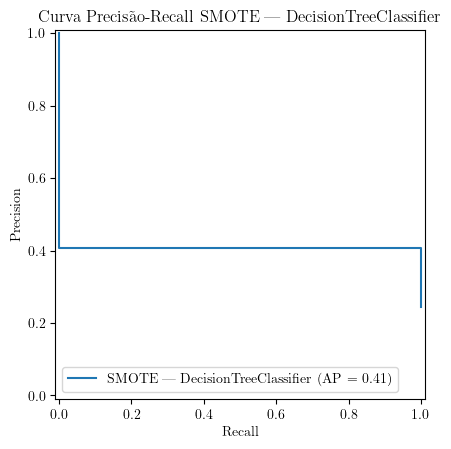 Curva Precisão-Recall SMOTE — DecisionTreeClassifier
1.0
0.8
0.6
0.4
0.2
0.0
Precision
SMOTE — DecisionTreeClassifier (AP = 0.41)
0.0 0.2 0.4 0.6 0.8 1.0
Recall